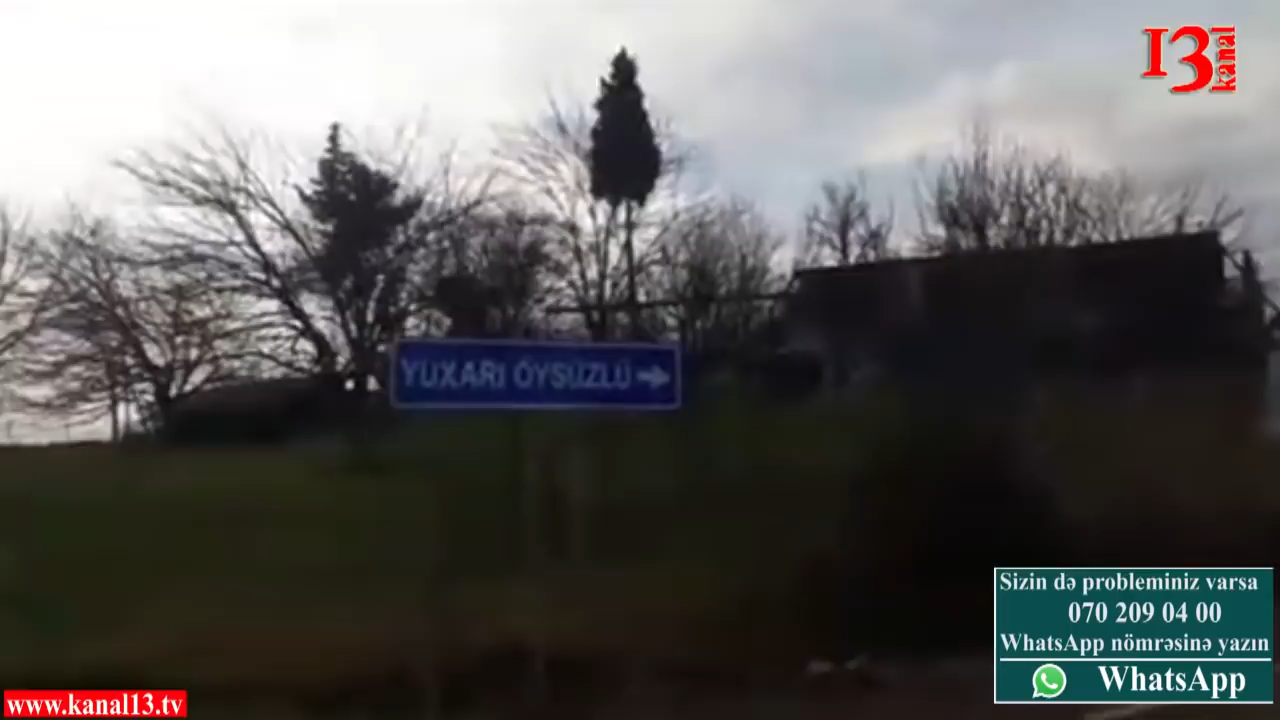 13 kanal
YUXARI ÖYSÜZLÜ →
Sizin də probleminiz varsa
070 209 04 00
WhatsApp nömrəsinə yazın
WhatsApp
www.kanal13.tv